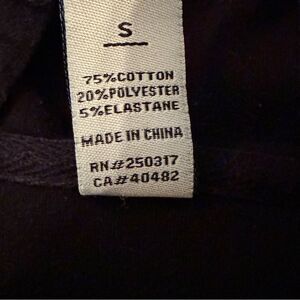 S
75%COTTON
20%POLYESTER
5%ELASTANE
MADE IN CHINA
RN#250317
CA#40482